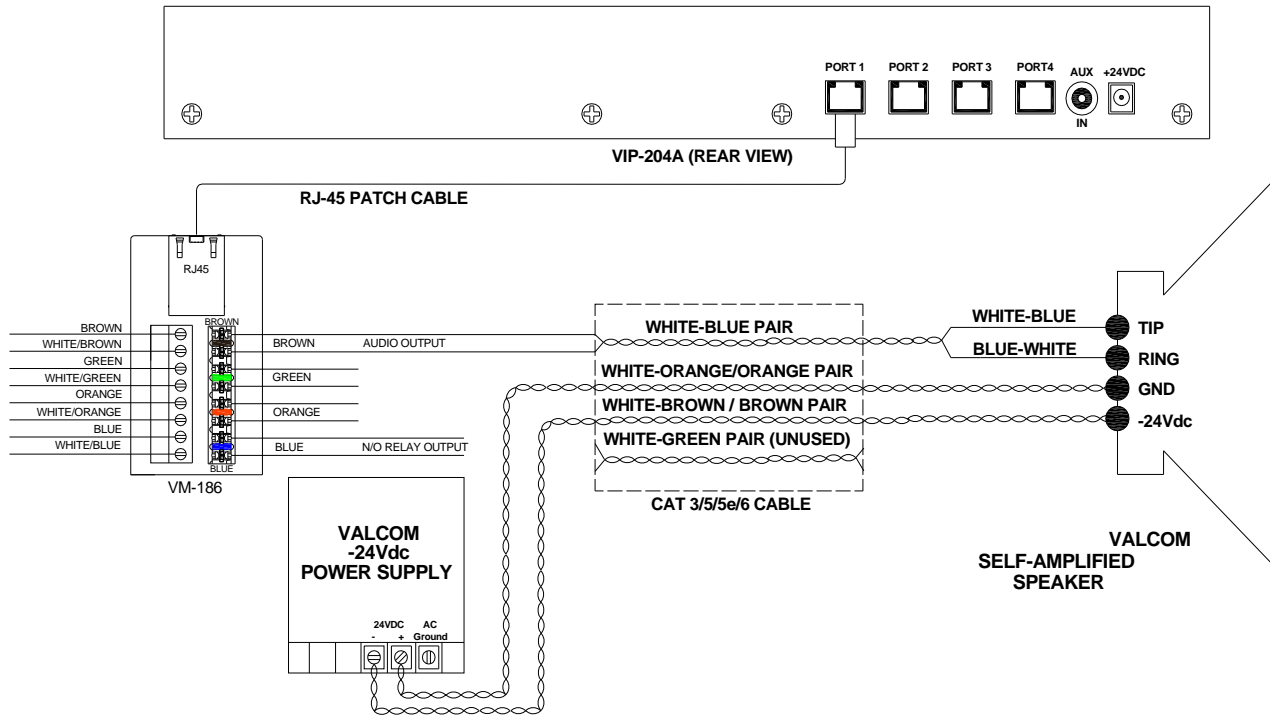 PORT 1
PORT 2
PORT 3
PORT4
AUX
+24VDC
IN
VIP-204A (REAR VIEW)
RJ-45 PATCH CABLE
RJ45
BROWN
WHITE/BROWN
GREEN
WHITE/GREEN
ORANGE
WHITE/ORANGE
BLUE
WHITE/BLUE
BROWN
BROWN
AUDIO OUTPUT
GREEN
ORANGE
BLUE
N/O RELAY OUTPUT
BLUE
VM-186
WHITE-BLUE PAIR
WHITE-ORANGE/ORANGE PAIR
WHITE-BROWN / BROWN PAIR
WHITE-GREEN PAIR (UNUSED)
CAT 3/5/5e/6 CABLE
WHITE-BLUE
BLUE-WHITE
TIP
RING
GND
-24Vdc
VALCOM
SELF-AMPLIFIED
SPEAKER
VALCOM
-24Vdc
POWER SUPPLY
24VDC
- +
AC
Ground